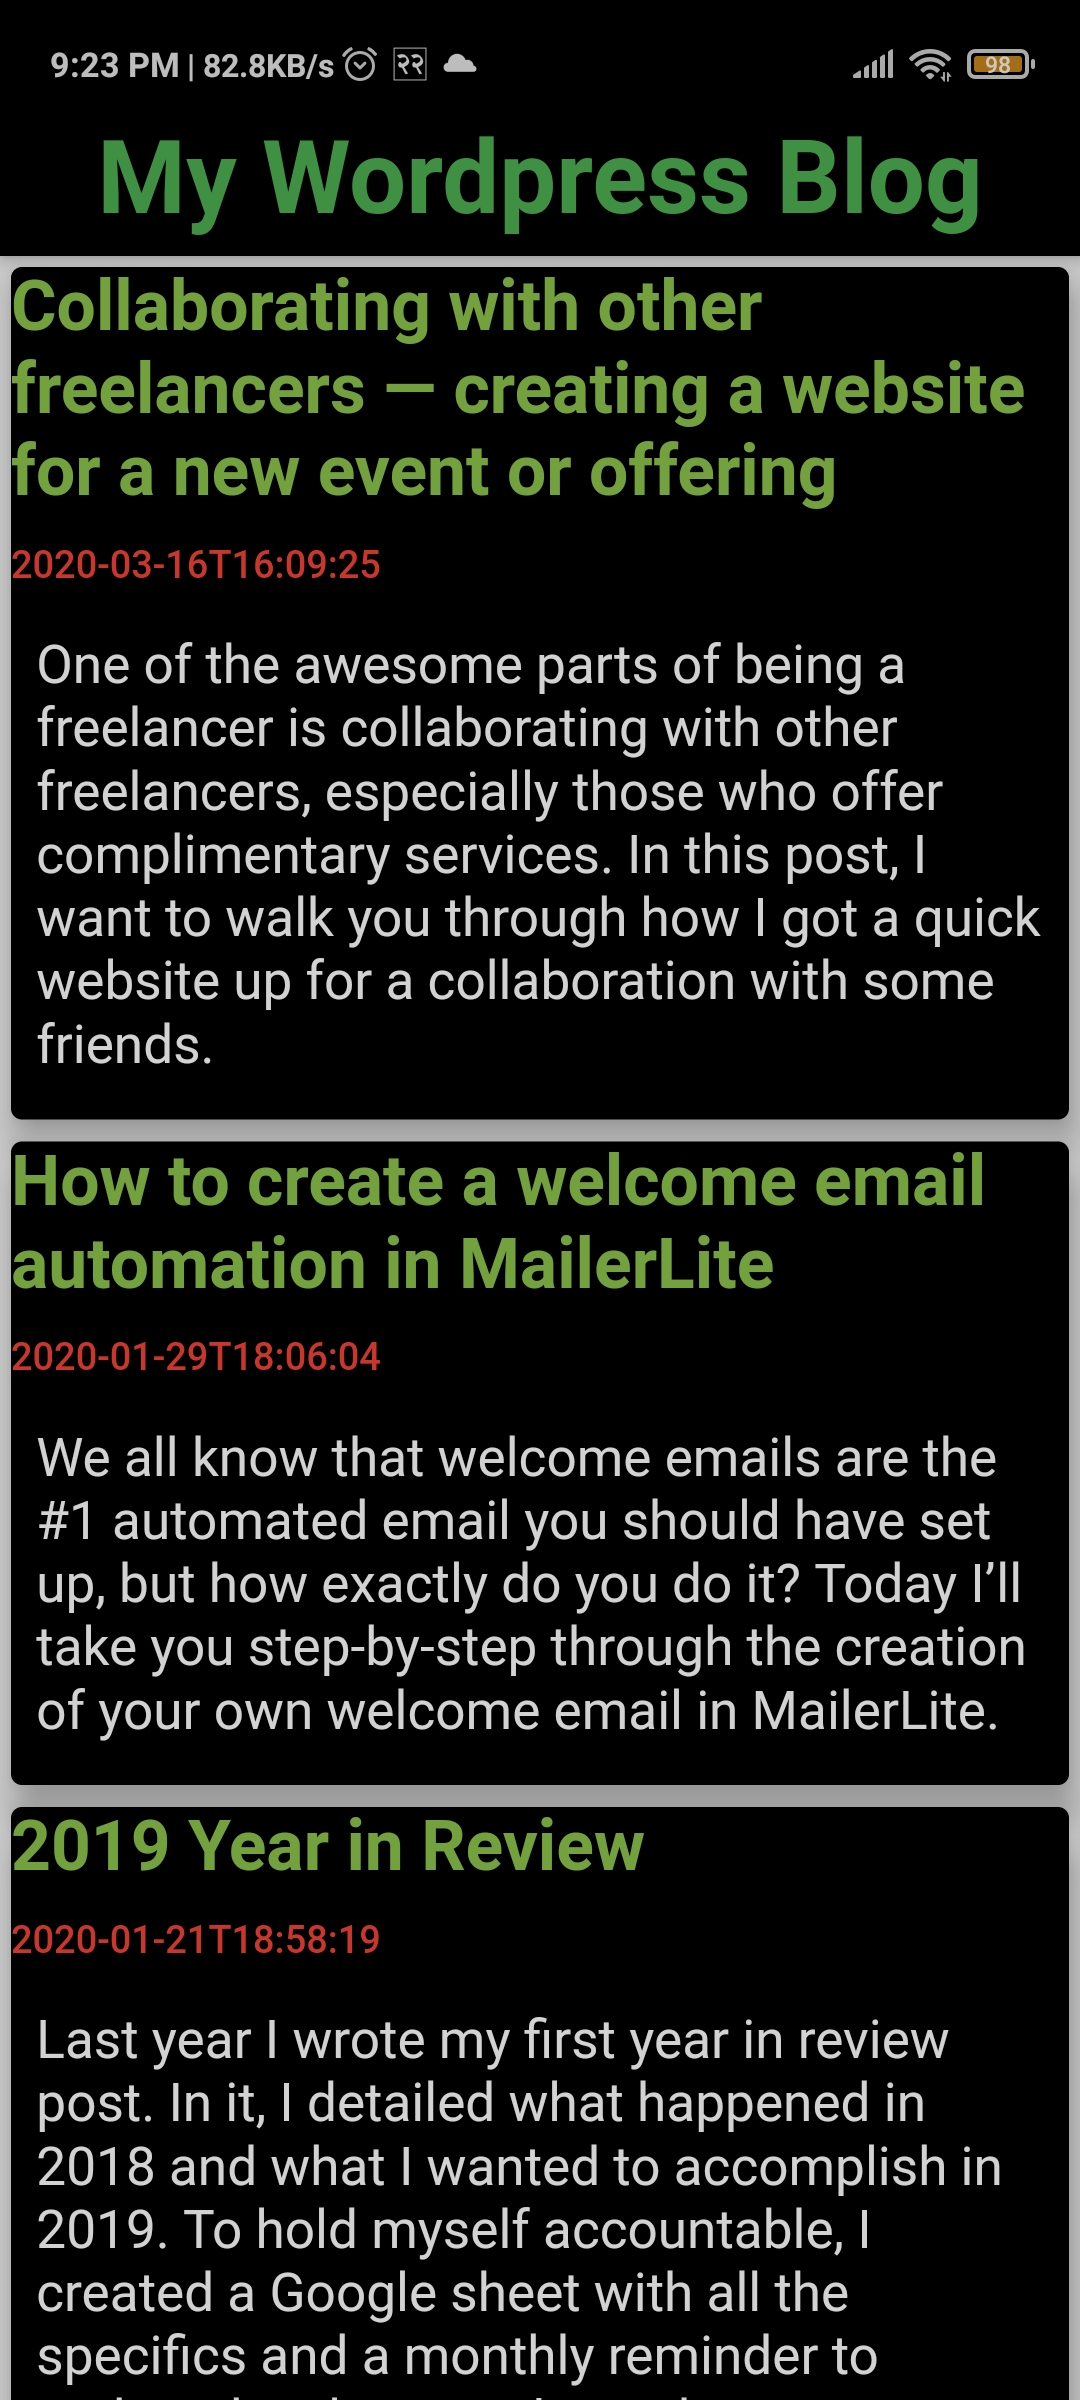 9:23 PM | 82.8KB/s २२ 98
My Wordpress Blog
Collaborating with other
freelancers — creating a website
for a new event or offering
2020-03-16T16:09:25
One of the awesome parts of being a
freelancer is collaborating with other
freelancers, especially those who offer
complimentary services. In this post, I
want to walk you through how I got a quick
website up for a collaboration with some
friends.
How to create a welcome email
automation in MailerLite
2020-01-29T18:06:04
We all know that welcome emails are the
#1 automated email you should have set
up, but how exactly do you do it? Today I’ll
take you step-by-step through the creation
of your own welcome email in MailerLite.
2019 Year in Review
2020-01-21T18:58:19
Last year I wrote my first year in review
post. In it, I detailed what happened in
2018 and what I wanted to accomplish in
2019. To hold myself accountable, I
created a Google sheet with all the
specifics and a monthly reminder to